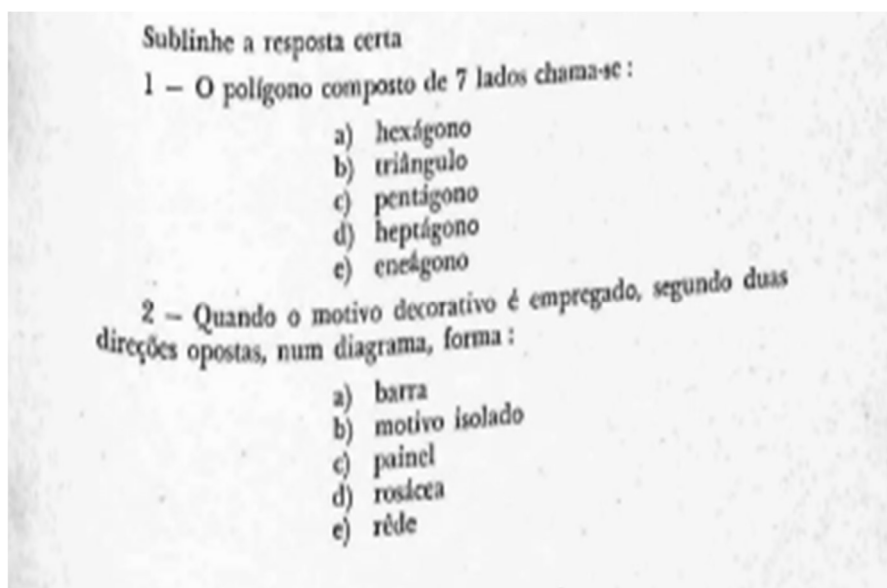 Sublinhe a resposta certa
1 — O polígono composto de 7 lados chama-se :
a) hexágono
b) triângulo
c) pentágono
d) heptágono
e) eneágono
2 — Quando o motivo decorativo é empregado, segundo duas
direções opostas, num diagrama, forma :
a) barra
b) motivo isolado
c) painel
d) rosácea
e) rêde